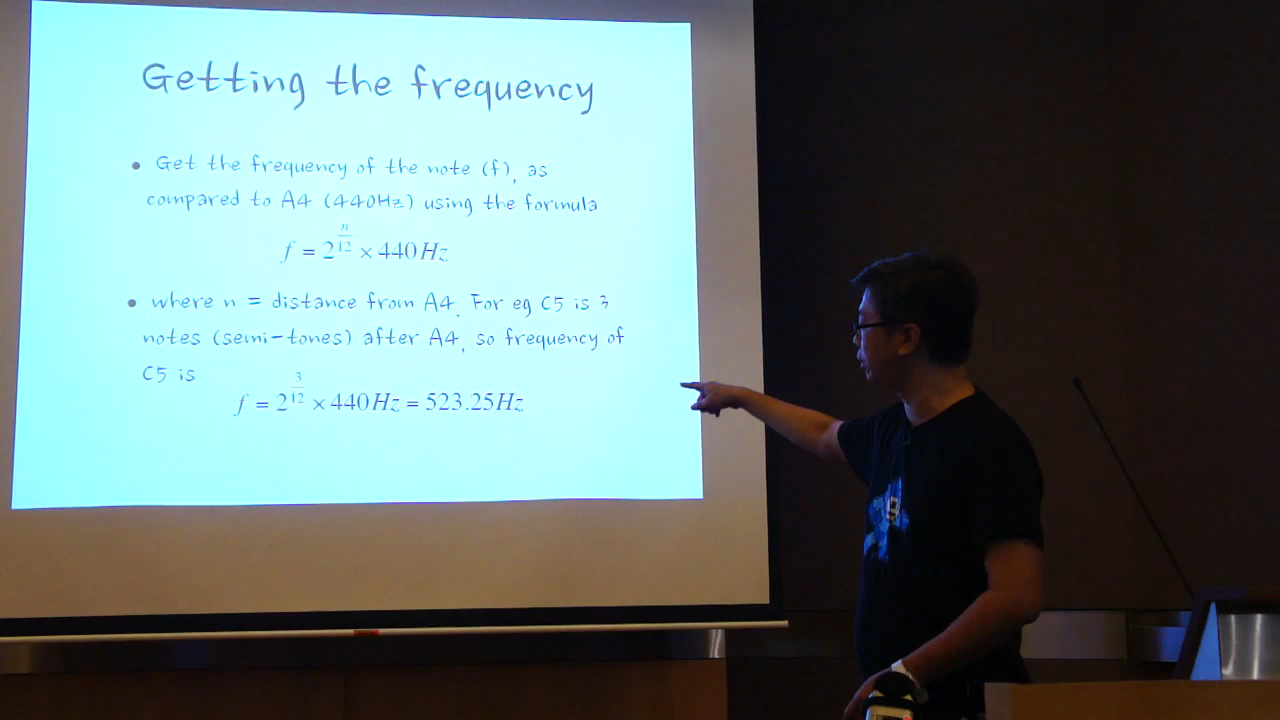 Getting the frequency
• Get the frequency of the note (f), as
compared to A4 (440Hz) using the formula
f = 2^(n/12) × 440Hz
• where n = distance from A4. For eg C5 is 3
notes (semi-tones) after A4, so frequency of
C5 is
f = 2^(3/12) × 440Hz = 523.25Hz